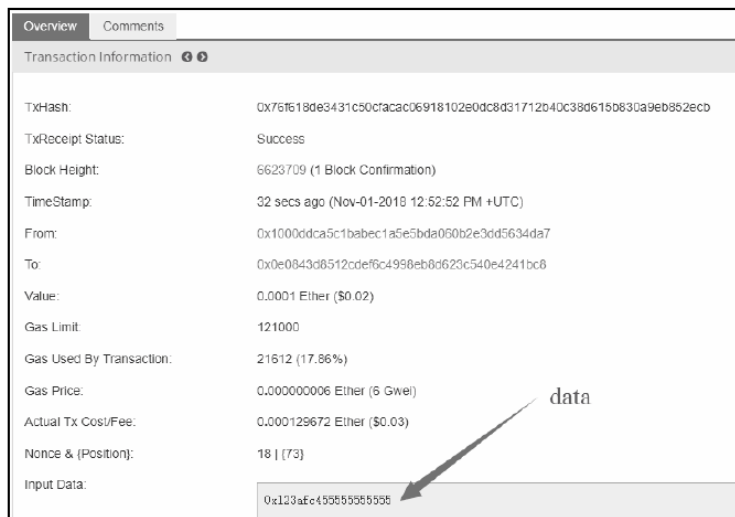 Overview Comments
Transaction Information
TxHash: 0x76f618de3431c50cfacac06918102e0dc8d31712b40c38d615b830a9eb852ecb
TxReceipt Status: Success
Block Height: 6623709 (1 Block Confirmation)
TimeStamp: 32 secs ago (Nov-01-2018 12:52:52 PM +UTC)
From: 0x1000ddca5c1babec1a5e5bda060b2e3dd5634da7
To: 0x0e0843d8512cdef6c4998eb8d623c540e4241bc8
Value: 0.0001 Ether ($0.02)
Gas Limit: 121000
Gas Used By Transaction: 21612 (17.86%)
Gas Price: 0.000000006 Ether (6 Gwei)
data
Actual Tx Cost/Fee: 0.000129672 Ether ($0.03)
Nonce & {Position}: 18 | {73}
Input Data:
0x123afc455555555555